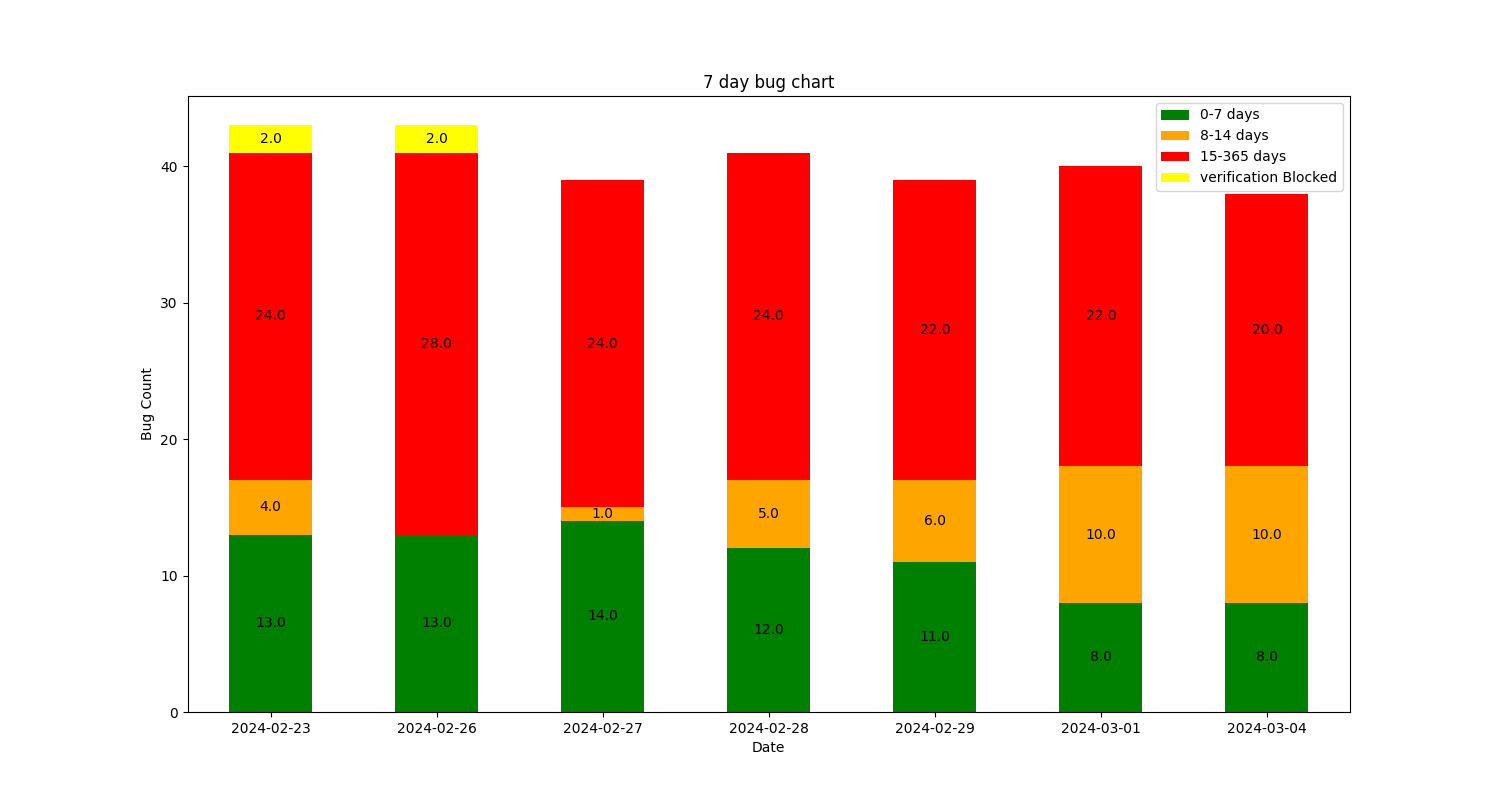 7 day bug chart
0-7 days
8-14 days
15-365 days
verification Blocked
Bug Count
40
30
20
10
0
2.0 2.0
24.0 28.0 24.0 24.0 22.0 22.0 20.0
4.0 1.0 5.0 6.0 10.0 10.0
13.0 13.0 14.0 12.0 11.0 8.0 8.0
2024-02-23 2024-02-26 2024-02-27 2024-02-28 2024-02-29 2024-03-01 2024-03-04
Date